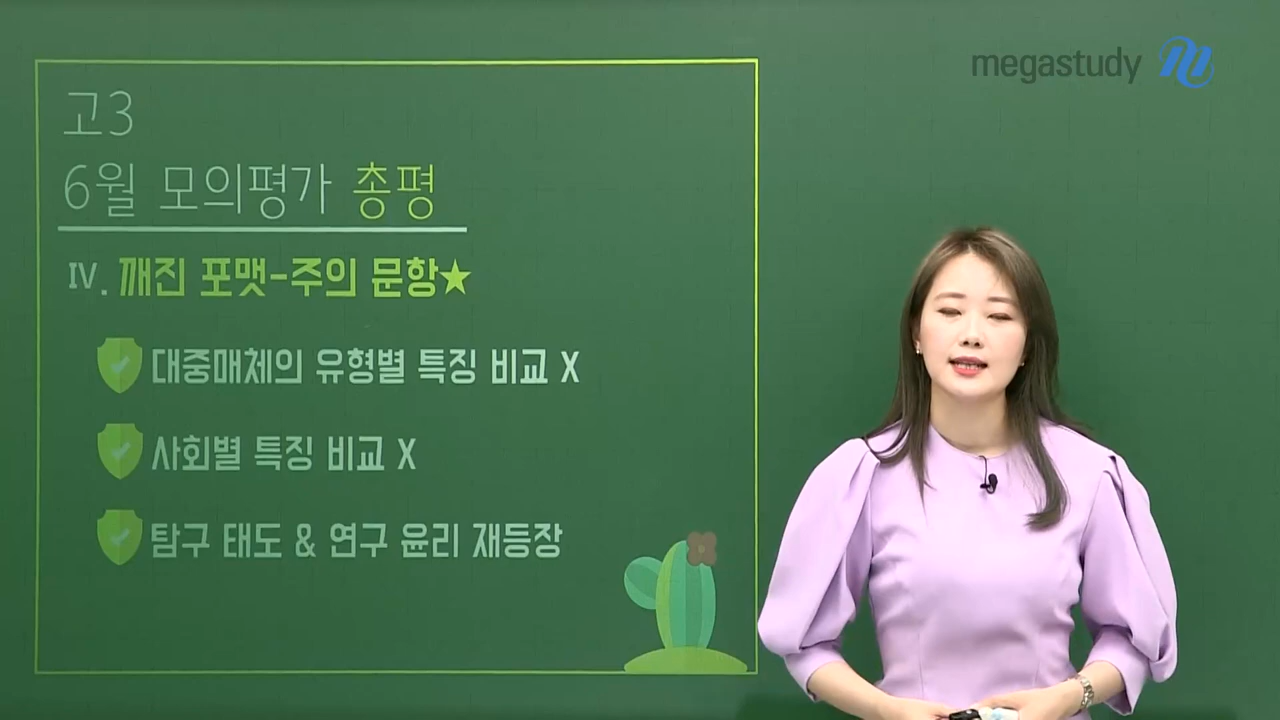 megastudy
고3
6월 모의평가 총평
Ⅳ. 깨진 포맷-주의 문항★
대중매체의 유형별 특징 비교 X
사회별 특징 비교 X
탐구 태도 & 연구 윤리 재등장